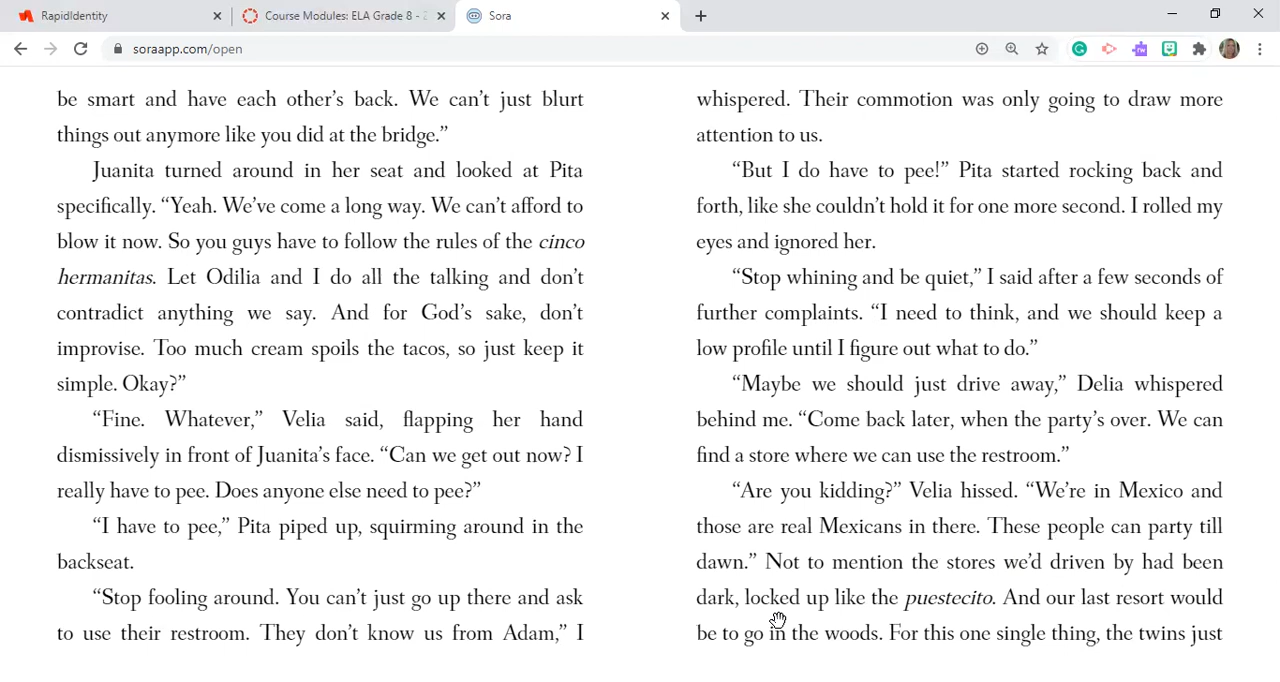 RapidIdentity
Course Modules: ELA Grade 8 -
Sora
soraapp.com/open
be smart and have each other’s back. We can’t just blurt
things out anymore like you did at the bridge.”
Juanita turned around in her seat and looked at Pita
specifically. “Yeah. We’ve come a long way. We can’t afford to
blow it now. So you guys have to follow the rules of the cinco
hermanitas. Let Odilia and I do all the talking and don’t
contradict anything we say. And for God’s sake, don’t
improvise. Too much cream spoils the tacos, so just keep it
simple. Okay?”
“Fine. Whatever,” Velia said, flapping her hand
dismissively in front of Juanita’s face. “Can we get out now? I
really have to pee. Does anyone else need to pee?”
“I have to pee,” Pita piped up, squirming around in the
backseat.
“Stop fooling around. You can’t just go up there and ask
to use their restroom. They don’t know us from Adam,” I
whispered. Their commotion was only going to draw more
attention to us.
“But I do have to pee!” Pita started rocking back and
forth, like she couldn’t hold it for one more second. I rolled my
eyes and ignored her.
“Stop whining and be quiet,” I said after a few seconds of
further complaints. “I need to think, and we should keep a
low profile until I figure out what to do.”
“Maybe we should just drive away,” Delia whispered
behind me. “Come back later, when the party’s over. We can
find a store where we can use the restroom.”
“Are you kidding?” Velia hissed. “We’re in Mexico and
those are real Mexicans in there. These people can party till
dawn.” Not to mention the stores we’d driven by had been
dark, locked up like the puestecito. And our last resort would
be to go in the woods. For this one single thing, the twins just